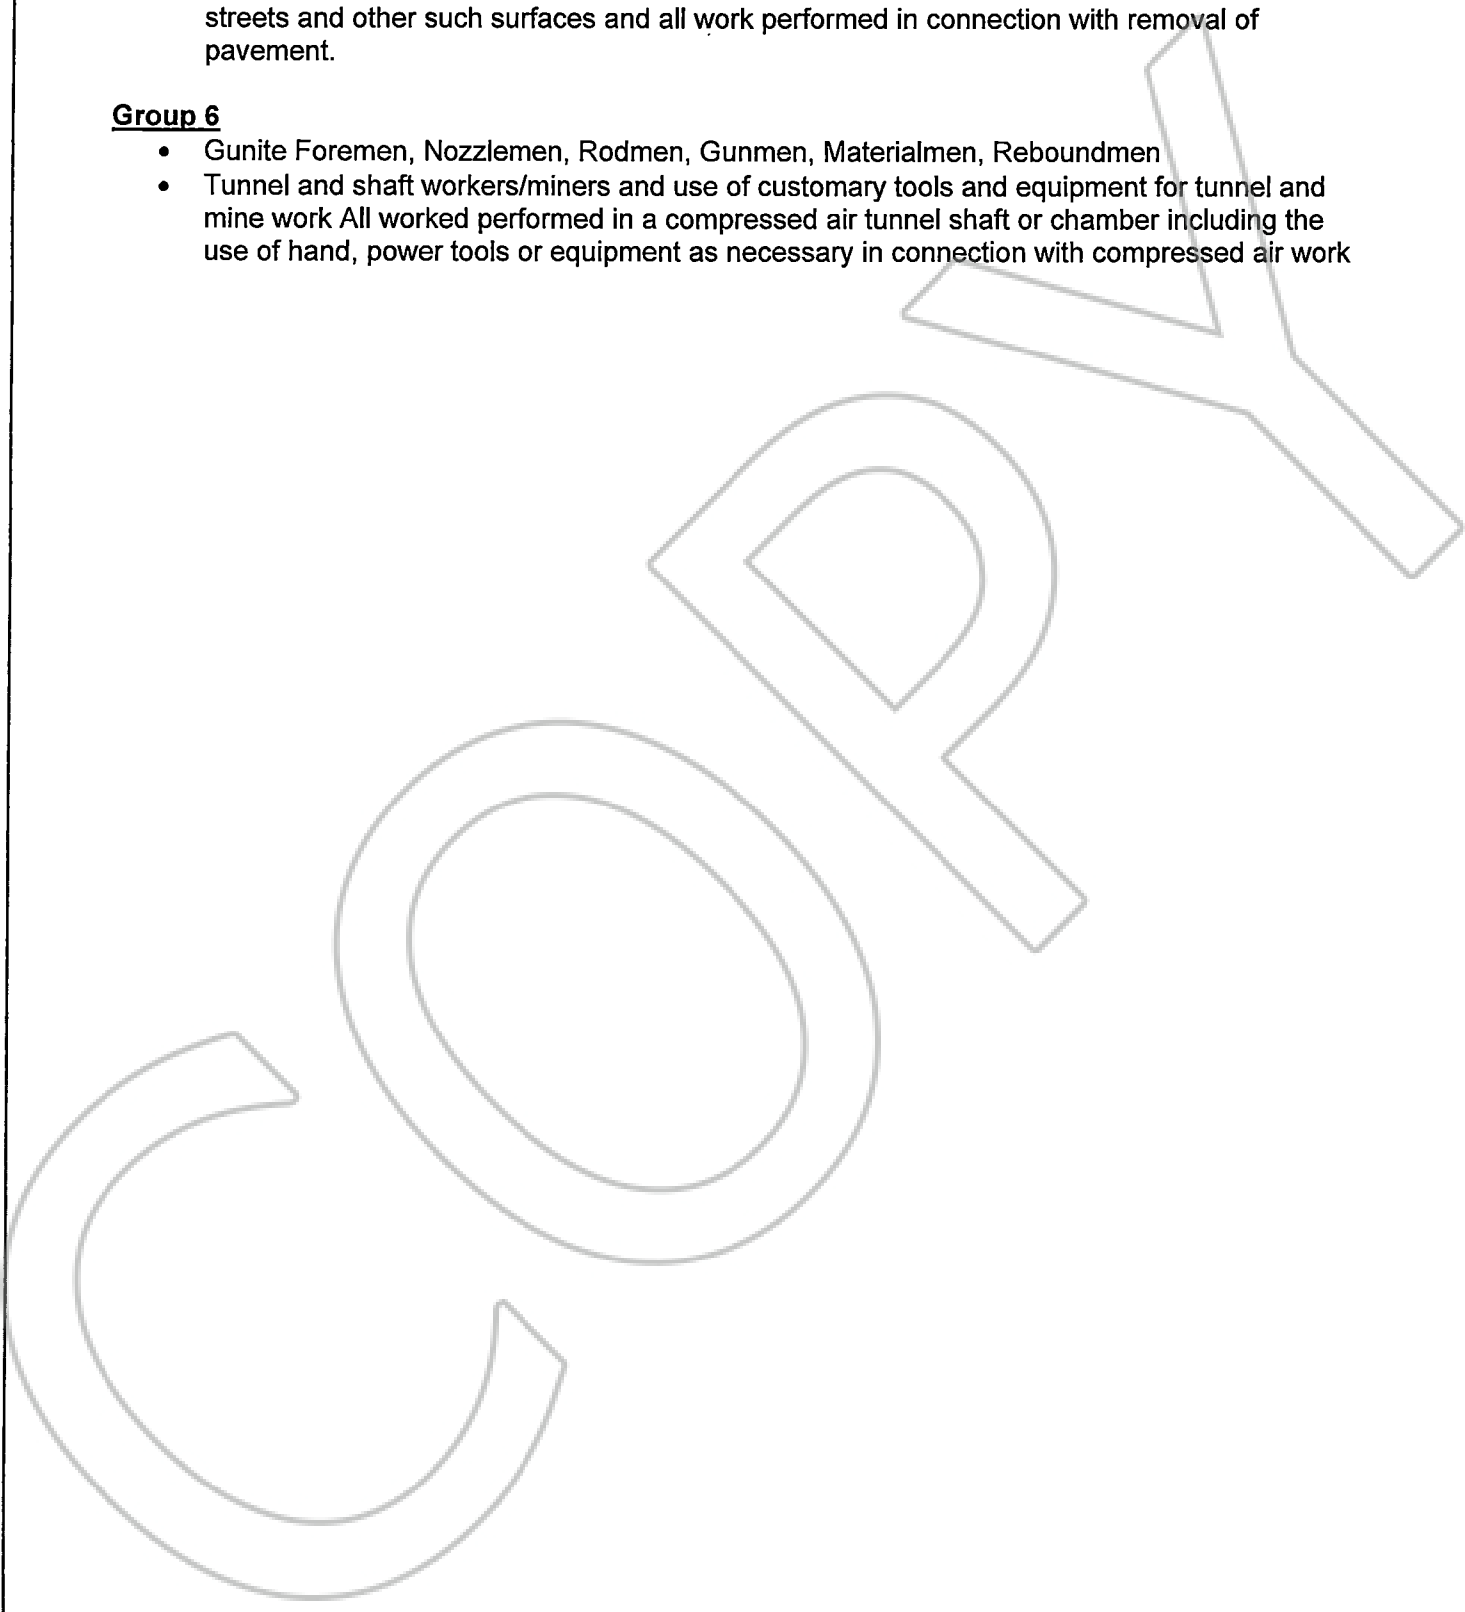 streets and other such surfaces and all work performed in connection with removal of
pavement.
Group 6
• Gunite Foremen, Nozzlemen, Rodmen, Gunmen, Materialmen, Reboundmen
• Tunnel and shaft workers/miners and use of customary tools and equipment for tunnel and
mine work All worked performed in a compressed air tunnel shaft or chamber including the
use of hand, power tools or equipment as necessary in connection with compressed air work
COPY